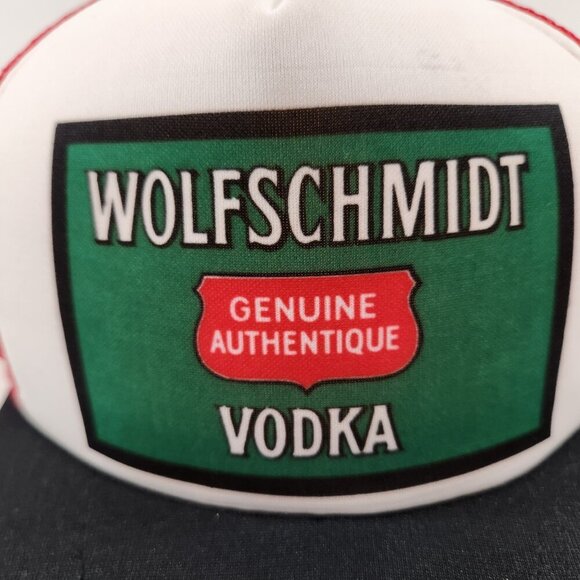 WOLFSCHMIDT
GENUINE
AUTHENTIQUE
VODKA